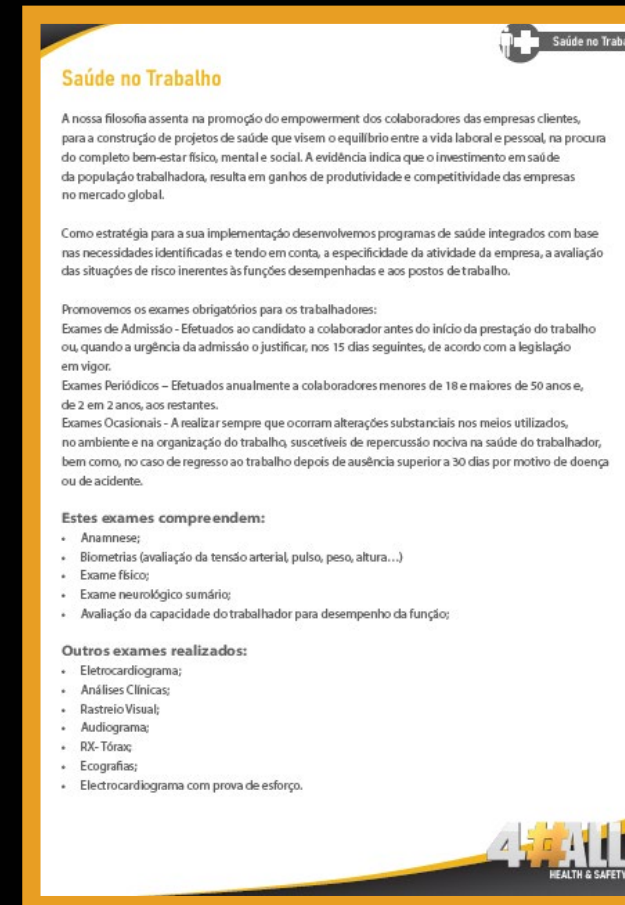 Saúde no Traba
Saúde no Trabalho
A nossa filosofia assenta na promoção do empowerment dos colaboradores das empresas clientes,
para a construção de projetos de saúde que visem o equilíbrio entre a vida laboral e pessoal, na procura
do completo bem-estar físico, mental e social. A evidência indica que o investimento em saúde
da população trabalhadora, resulta em ganhos de produtividade e competitividade das empresas
no mercado global.
Como estratégia para a sua implementação desenvolvemos programas de saúde integrados com base
nas necessidades identificadas e tendo em conta, a especificidade da atividade da empresa, a avaliação
das situações de risco inerentes às funções desempenhadas e aos postos de trabalho.
Promovemos os exames obrigatórios para os trabalhadores:
Exames de Admissão - Efetuados ao candidato a colaborador antes do início da prestação do trabalho
ou, quando a urgência da admissão o justificar, nos 15 dias seguintes, de acordo com a legislação
em vigor.
Exames Periódicos – Efetuados anualmente a colaboradores menores de 18 e maiores de 50 anos e,
de 2 em 2 anos, aos restantes.
Exames Ocasionais - A realizar sempre que ocorram alterações substanciais nos meios utilizados,
no ambiente e na organização do trabalho, suscetíveis de repercussão nociva na saúde do trabalhador,
bem como, no caso de regresso ao trabalho depois de ausência superior a 30 dias por motivo de doença
ou de acidente.
Estes exames compreendem:
• Anamnese;
• Biometrias (avaliação da tensão arterial, pulso, peso, altura…)
• Exame físico;
• Exame neurológico sumário;
• Avaliação da capacidade do trabalhador para desempenho da função;
Outros exames realizados:
• Eletrocardiograma;
• Análises Clínicas;
• Rastreio Visual;
• Audiograma;
• RX- Tórax;
• Ecografias;
• Electrocardiograma com prova de esforço.
4#ALL
HEALTH & SAFETY